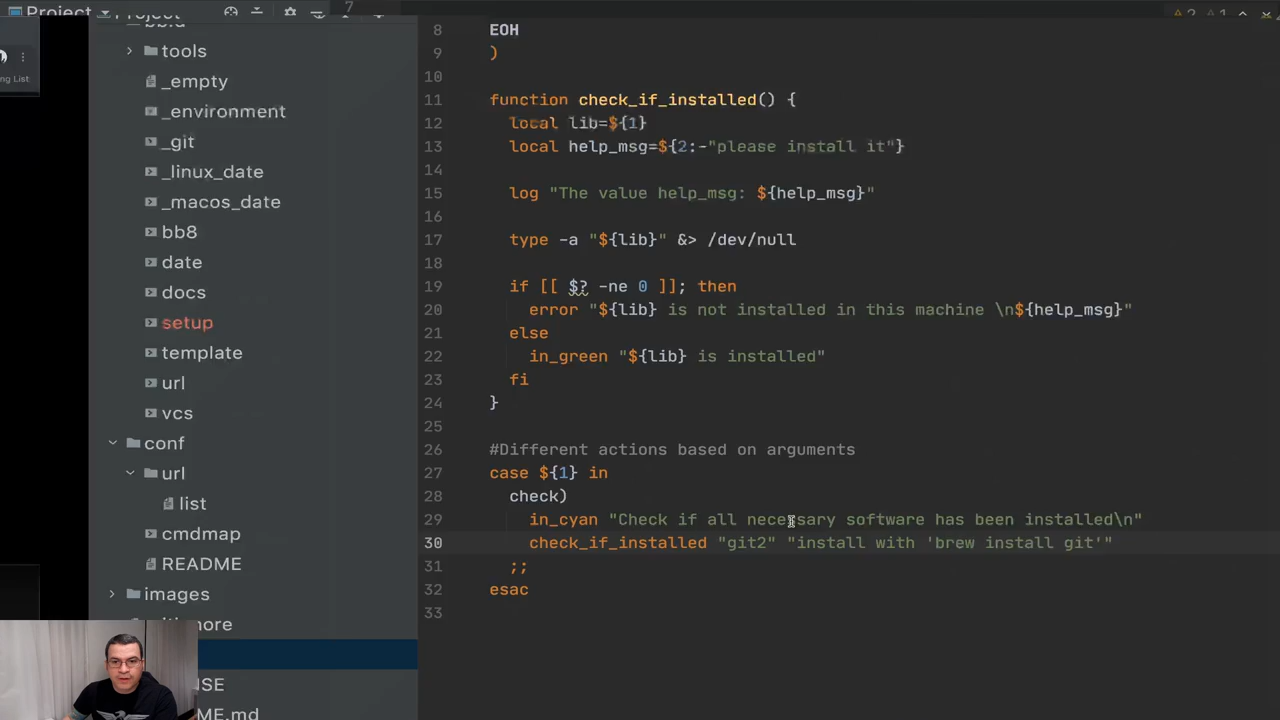 Project
ng List
tools
_empty
_environment
_git
_linux_date
_macos_date
bb8
date
docs
setup
template
url
vcs
conf
url
list
cmdmap
README
images
7
8 EOH
9 )
10
11 function check_if_installed() {
12 local lib=${1}
13 local help_msg=${2:-"please install it"}
14
15 log "The value help_msg: ${help_msg}"
16
17 type -a "${lib}" &> /dev/null
18
19 if [[ $? -ne 0 ]]; then
20 error "${lib} is not installed in this machine \n${help_msg}"
21 else
22 in_green "${lib} is installed"
23 fi
24 }
25
26 #Different actions based on arguments
27 case ${1} in
28 check)
29 in_cyan "Check if all necessary software has been installed\n"
30 check_if_installed "git2" "install with 'brew install git'"
31 ;;
32 esac
33